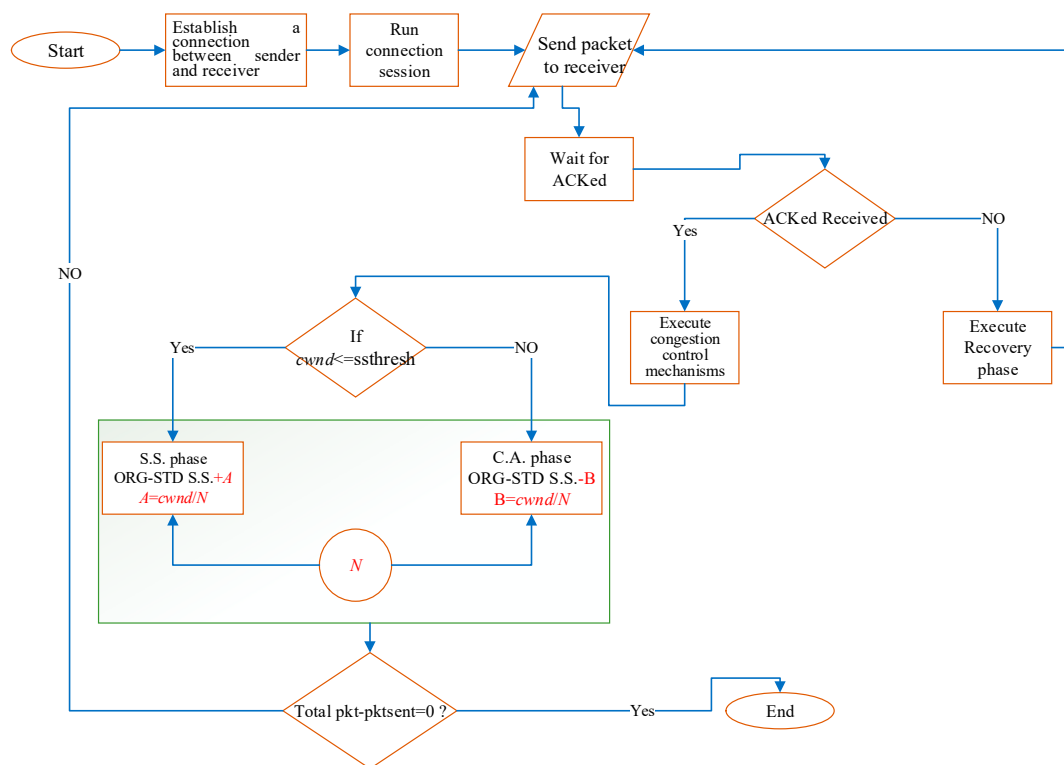 Start
Establish a
connection
between sender
and receiver
Run
connection
session
Send packet
to receiver
Wait for
ACKed
ACKed Received
Yes
NO
NO
If
cwnd<=ssthresh
Execute
congestion
control
mechanisms
Execute
Recovery
phase
Yes
NO
S.S. phase
ORG-STD S.S.+A
A=cwnd/N
C.A. phase
ORG-STD S.S.-B
B=cwnd/N
N
Total pkt-pktsent=0 ?
Yes
End